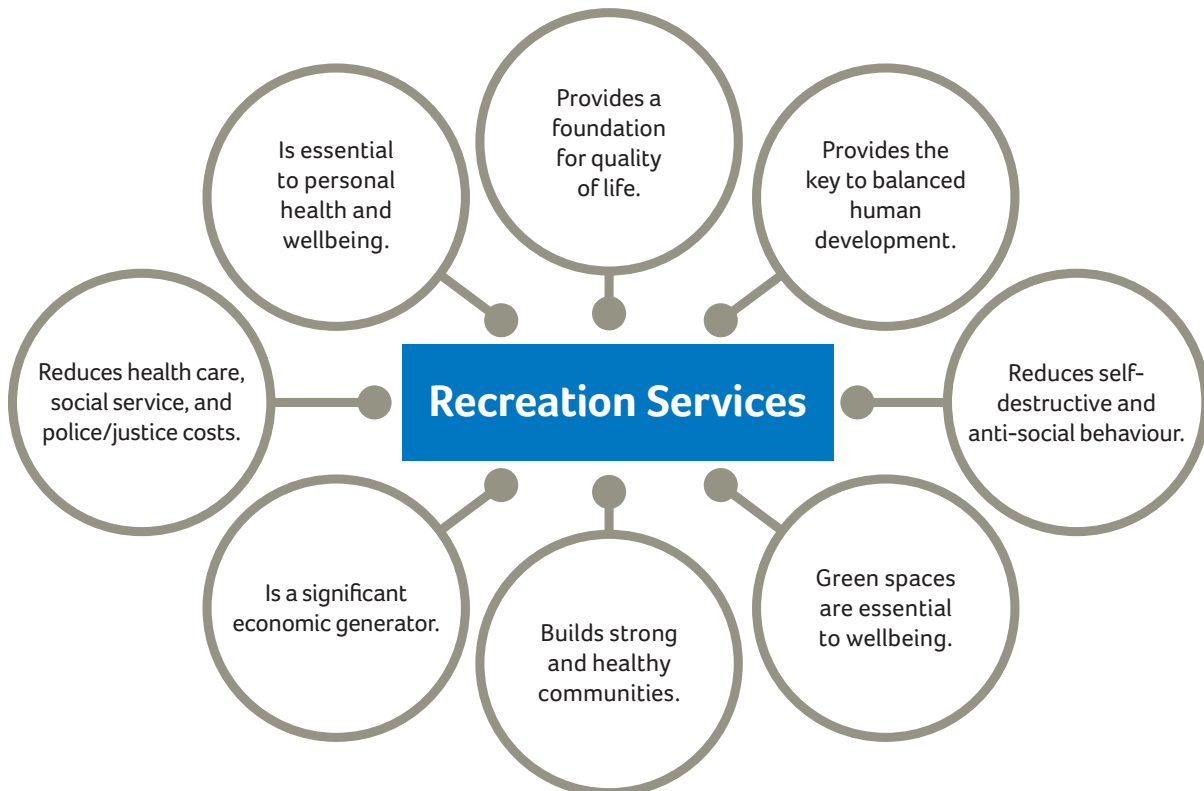 Provides a
foundation
for quality
of life.
Is essential
to personal
health and
wellbeing.
Provides the
key to balanced
human
development.
Reduces health care,
social service, and
police/justice costs.
Recreation Services
Reduces self-
destructive and
anti-social behaviour.
Is a significant
economic generator.
Builds strong
and healthy
communities.
Green spaces
are essential
to wellbeing.